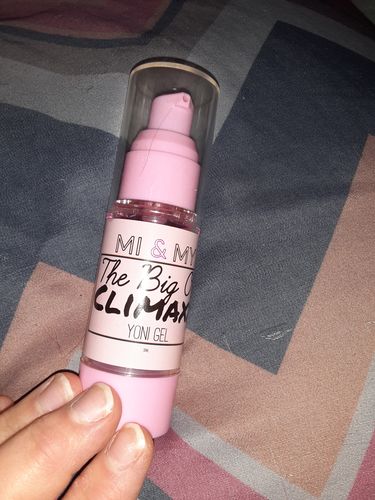 MI & MY
The Big O
CLIMAX
YONI GEL